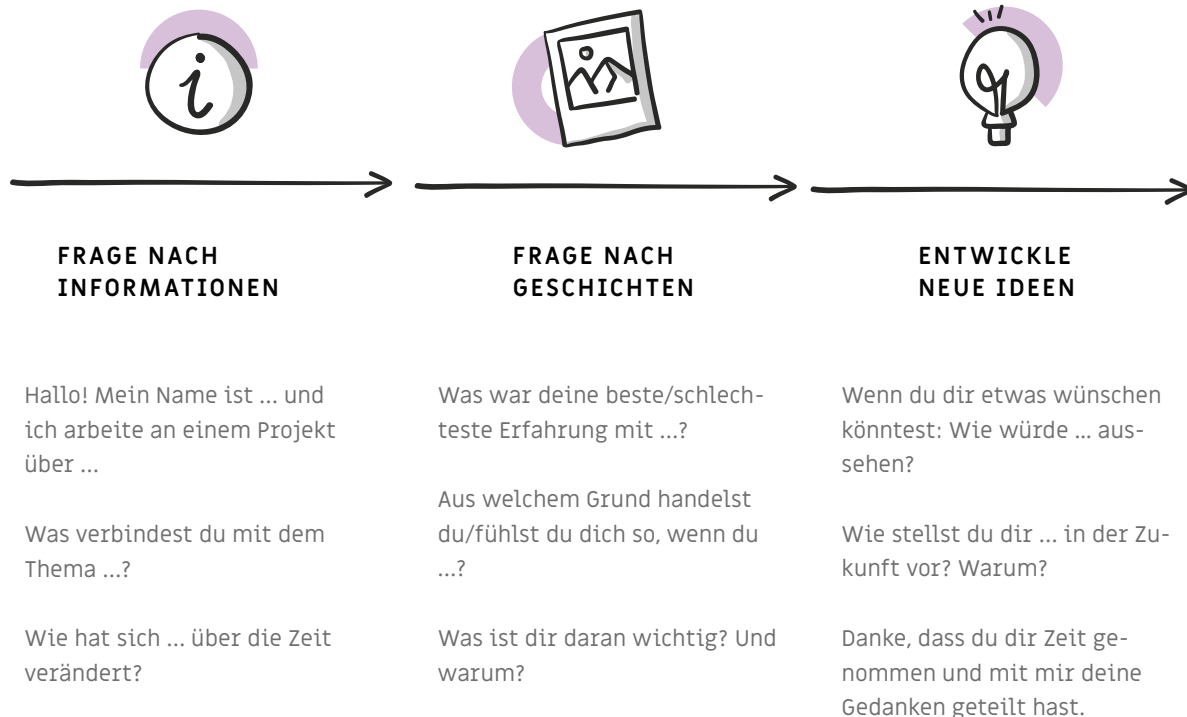 i
FRAGE NACH
INFORMATIONEN
Hallo! Mein Name ist ... und
ich arbeite an einem Projekt
über ...
Was verbindest du mit dem
Thema ...?
Wie hat sich ... über die Zeit
verändert?
FRAGE NACH
GESCHICHTEN
Was war deine beste/schlech-
teste Erfahrung mit ...?
Aus welchem Grund handelst
du/fühlst du dich so, wenn du
...?
Was ist dir daran wichtig? Und
warum?
ENTWICKLE
NEUE IDEEN
Wenn du dir etwas wünschen
könntest: Wie würde ... aus-
sehen?
Wie stellst du dir ... in der Zu-
kunft vor? Warum?
Danke, dass du dir Zeit ge-
nommen und mit mir deine
Gedanken geteilt hast.